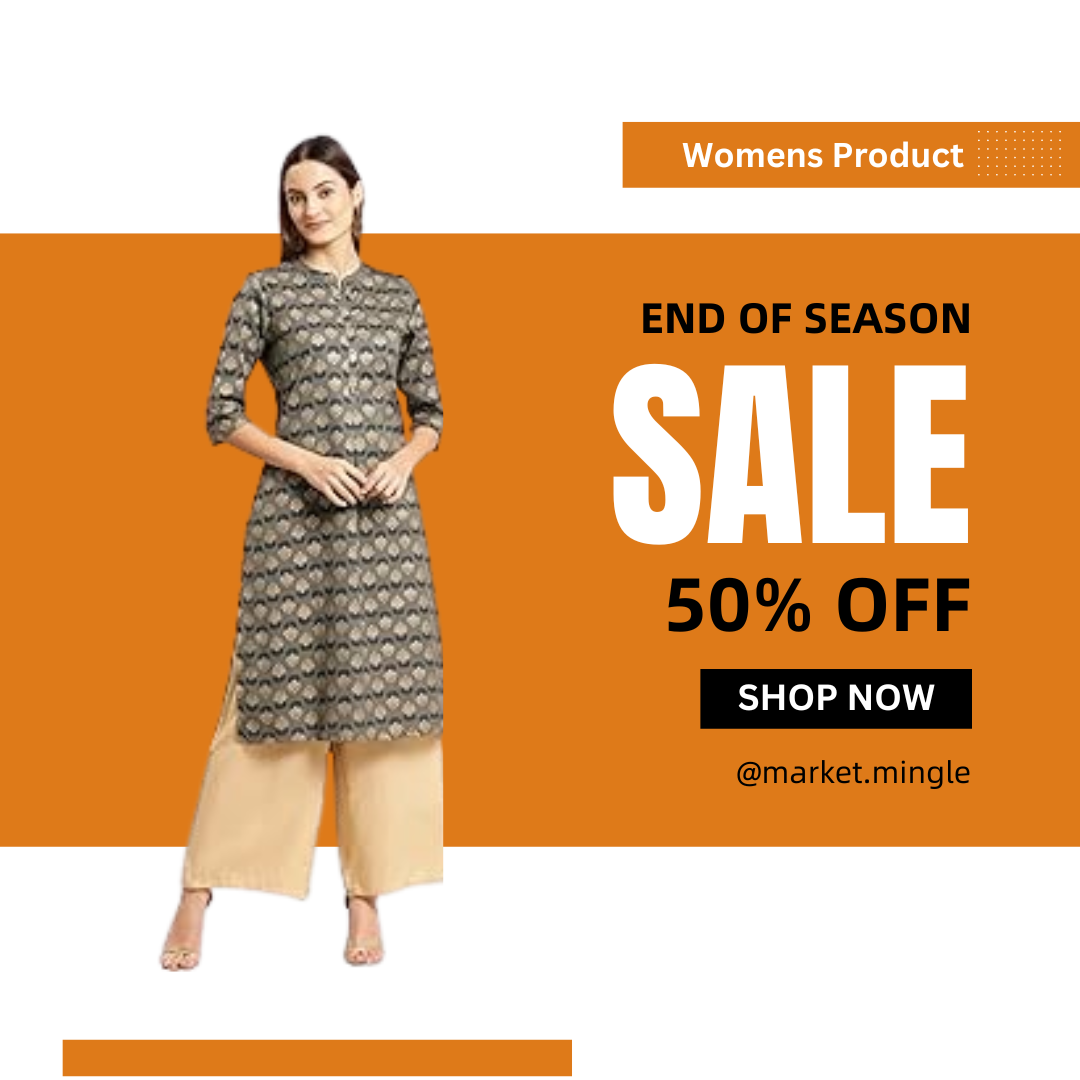 Womens Product
END OF SEASON
SALE
50% OFF
SHOP NOW
@market.mingle